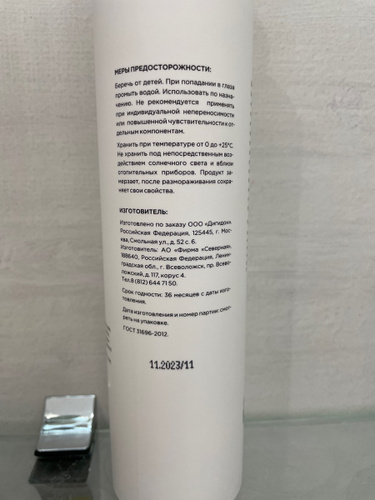 МЕРЫ ПРЕДОСТОРОЖНОСТИ:
Беречь от детей. При попадании в глаза
промыть водой. Использовать по назна-
чению. Не рекомендуется применять
при индивидуальной непереносимости
или повышенной чувствительности к от-
дельным компонентам.
Хранить при температуре от 0 до +25°С.
Не хранить под непосредственным воз-
действием солнечного света и вблизи
отопительных приборов. Продукт за-
мерзает, после размораживания сохра-
няет свои свойства.
ИЗГОТОВИТЕЛЬ:
Изготовлено по заказу ООО «Дигидон»,
Российская Федерация, 125445, г. Мос-
ква, Смольная ул., д. 52 с. 6.
Изготовитель: АО «Фирма «Северная»,
188640, Российская Федерация, Ленин-
градская обл., г. Всеволожск, пр. Всево-
ложский, д. 117, корус 4.
Тел.8 (812) 644 71 50.
Срок годности: 36 месяцев с даты изго-
товления.
Дата изготовления и номер партии: смот-
реть на упаковке.
ГОСТ 31696-2012.
11.2023/11